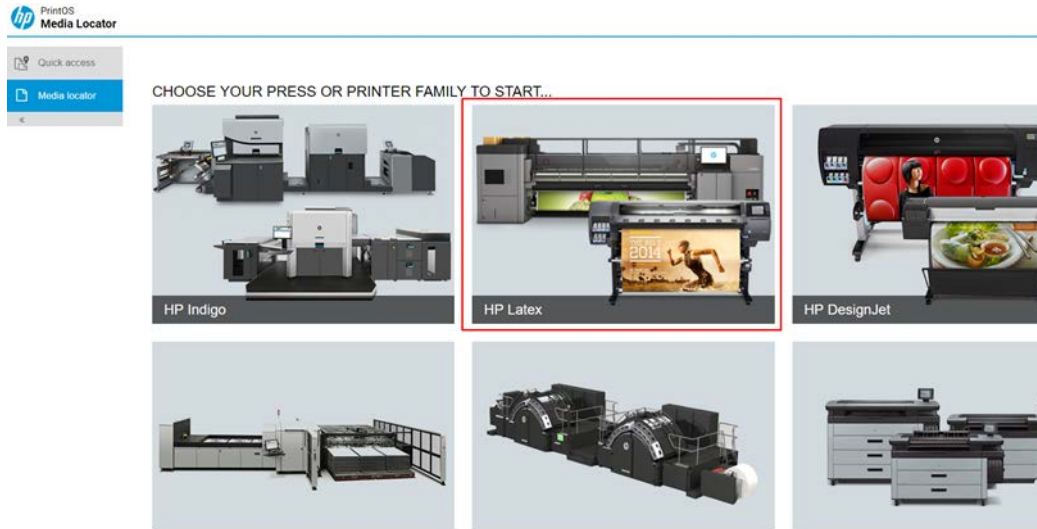 hp
PrintOS
Media Locator
Quick access
Media locator
CHOOSE YOUR PRESS OR PRINTER FAMILY TO START...
2014
HP Indigo
HP Latex
HP DesignJet